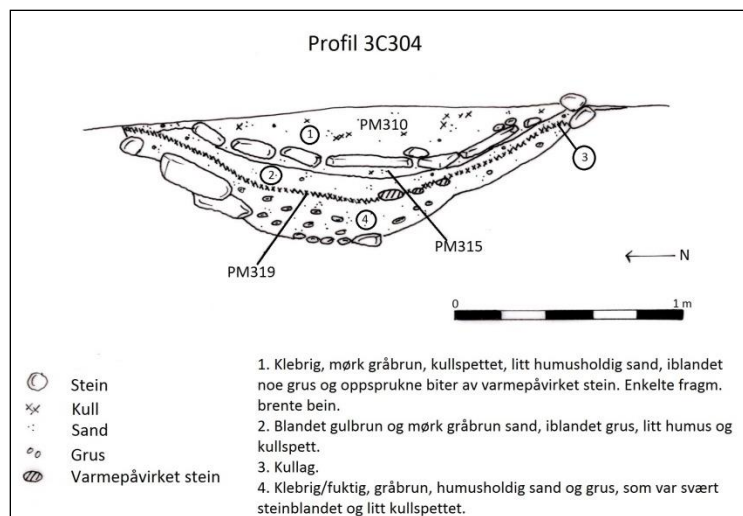 Profil 3C304
PM310
1
2
3
4
PM315
PM319
N
0
1 m
Stein
Kull
Sand
Grus
Varmepåvirket stein
1. Klebrig, mørk gråbrun, kullspettet, litt humusholdig sand, iblandet
noe grus og oppsprukne biter av varmepåvirket stein. Enkelte fragm.
brente bein.
2. Blandet gulbrun og mørk gråbrun sand, iblandet grus, litt humus og
kullspett.
3. Kullag.
4. Klebrig/fuktig, gråbrun, humusholdig sand og grus, som var svært
steinblandet og litt kullspettet.